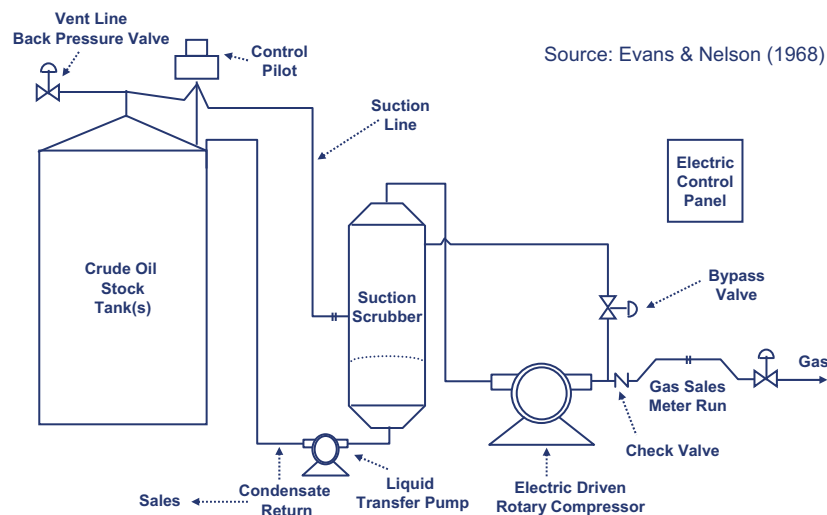 Vent Line
Back Pressure Valve
Control
Pilot
Source: Evans & Nelson (1968)
Suction
Line
Electric
Control
Panel
Crude Oil
Stock
Tank(s)
Suction
Scrubber
Bypass
Valve
Gas
Gas Sales
Meter Run
Check Valve
Sales
Condensate
Return
Liquid
Transfer Pump
Electric Driven
Rotary Compressor